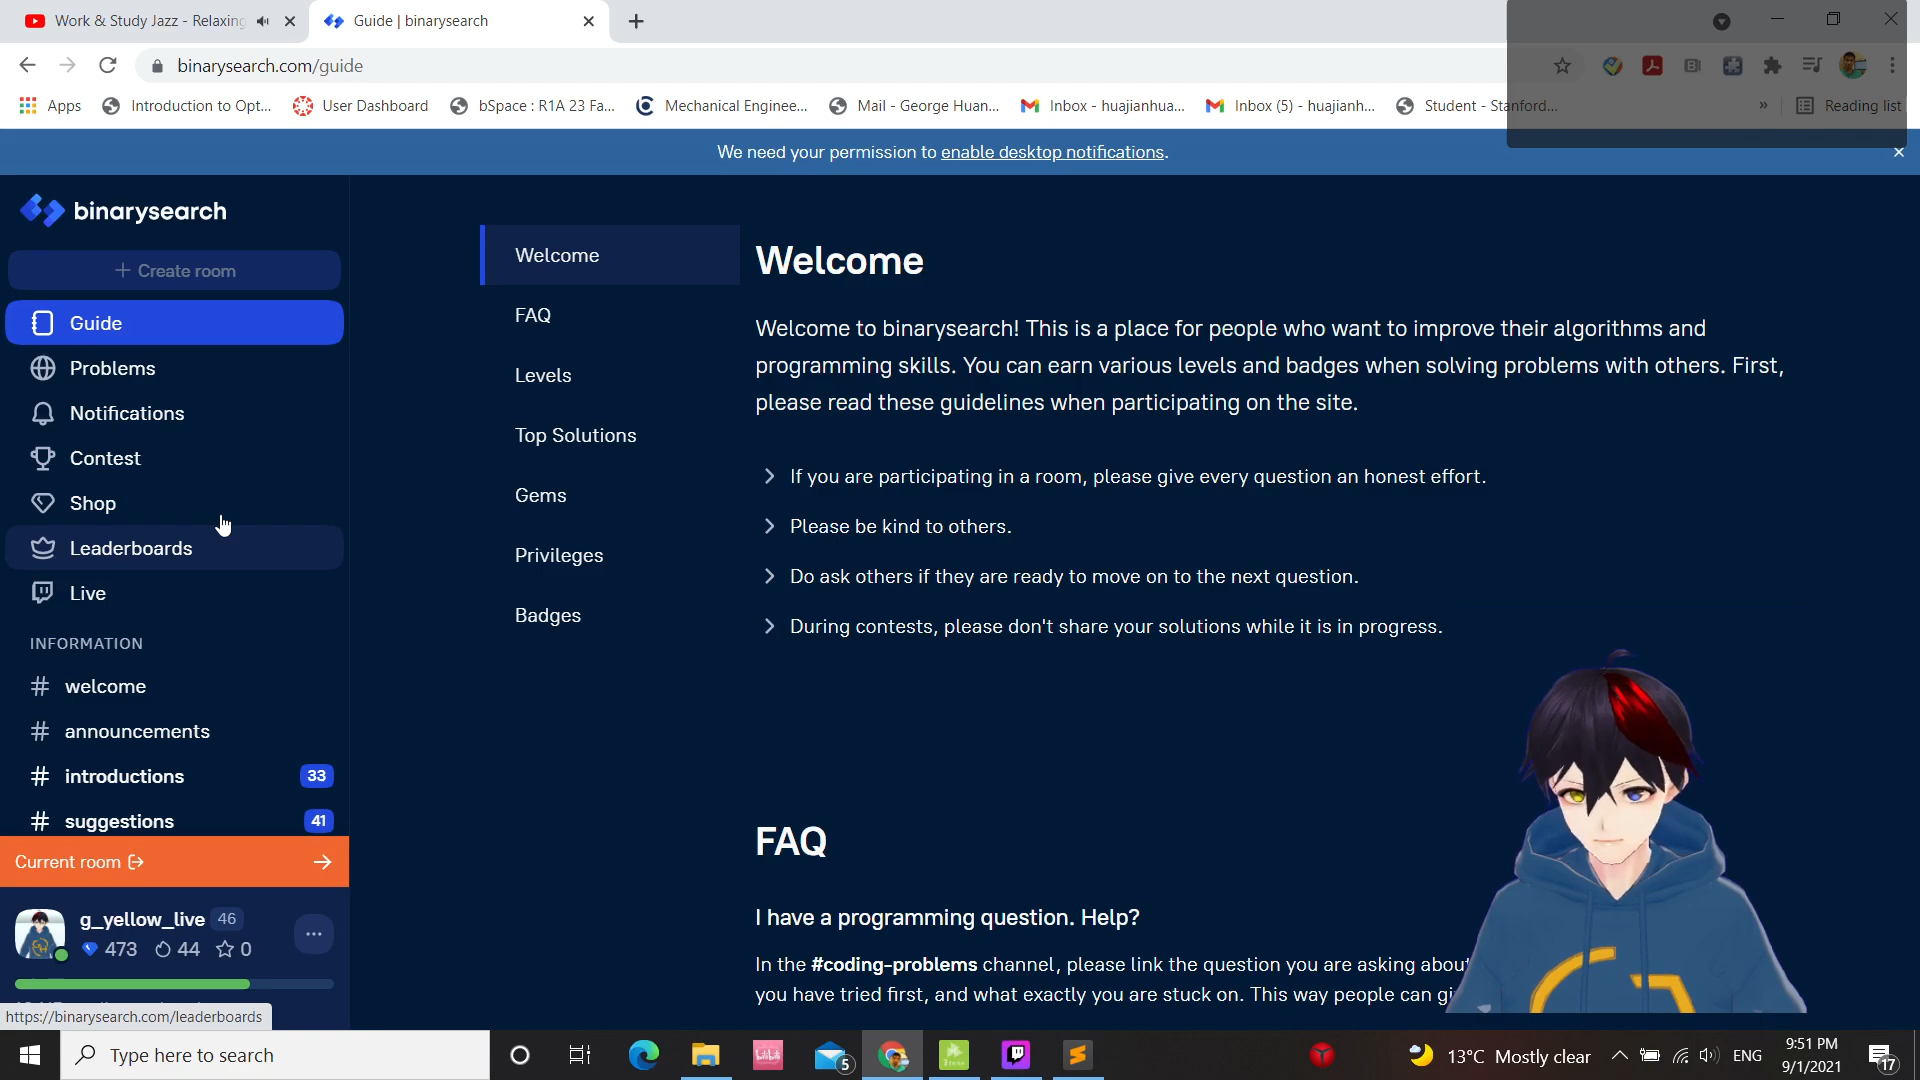 Work & Study Jazz - Relaxing
Guide | binarysearch
binarysearch.com/guide
Apps
Introduction to Opt...
User Dashboard
bSpace : R1A 23 Fa...
Mechanical Enginee...
Mail - George Huan...
Inbox - huajianhua...
Inbox (5) - huajianh...
Student - Stanford...
»
Reading list
We need your permission to enable desktop notifications.
binarysearch
+ Create room
Guide
Problems
Notifications
Contest
Shop
Leaderboards
Live
INFORMATION
# welcome
# announcements
# introductions 33
# suggestions 41
Current room
g_yellow_live 46
473 44 0
https://binarysearch.com/leaderboards
Welcome
FAQ
Levels
Top Solutions
Gems
Privileges
Badges
Welcome
Welcome to binarysearch! This is a place for people who want to improve their algorithms and
programming skills. You can earn various levels and badges when solving problems with others. First,
please read these guidelines when participating on the site.
If you are participating in a room, please give every question an honest effort.
Please be kind to others.
Do ask others if they are ready to move on to the next question.
During contests, please don't share your solutions while it is in progress.
FAQ
I have a programming question. Help?
In the #coding-problems channel, please link the question you are asking about
you have tried first, and what exactly you are stuck on. This way people can
Type here to search
5
13°C Mostly clear
ENG
9:51 PM
9/1/2021
17